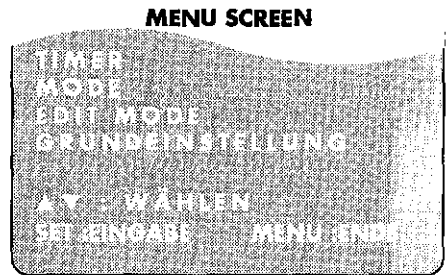 MENU SCREEN
TIMER
MODE
EDIT MODE
GRUNDEINSTELLUNG
▲▼ : WÄHLEN
SET :EINGABE MENU :ENDE